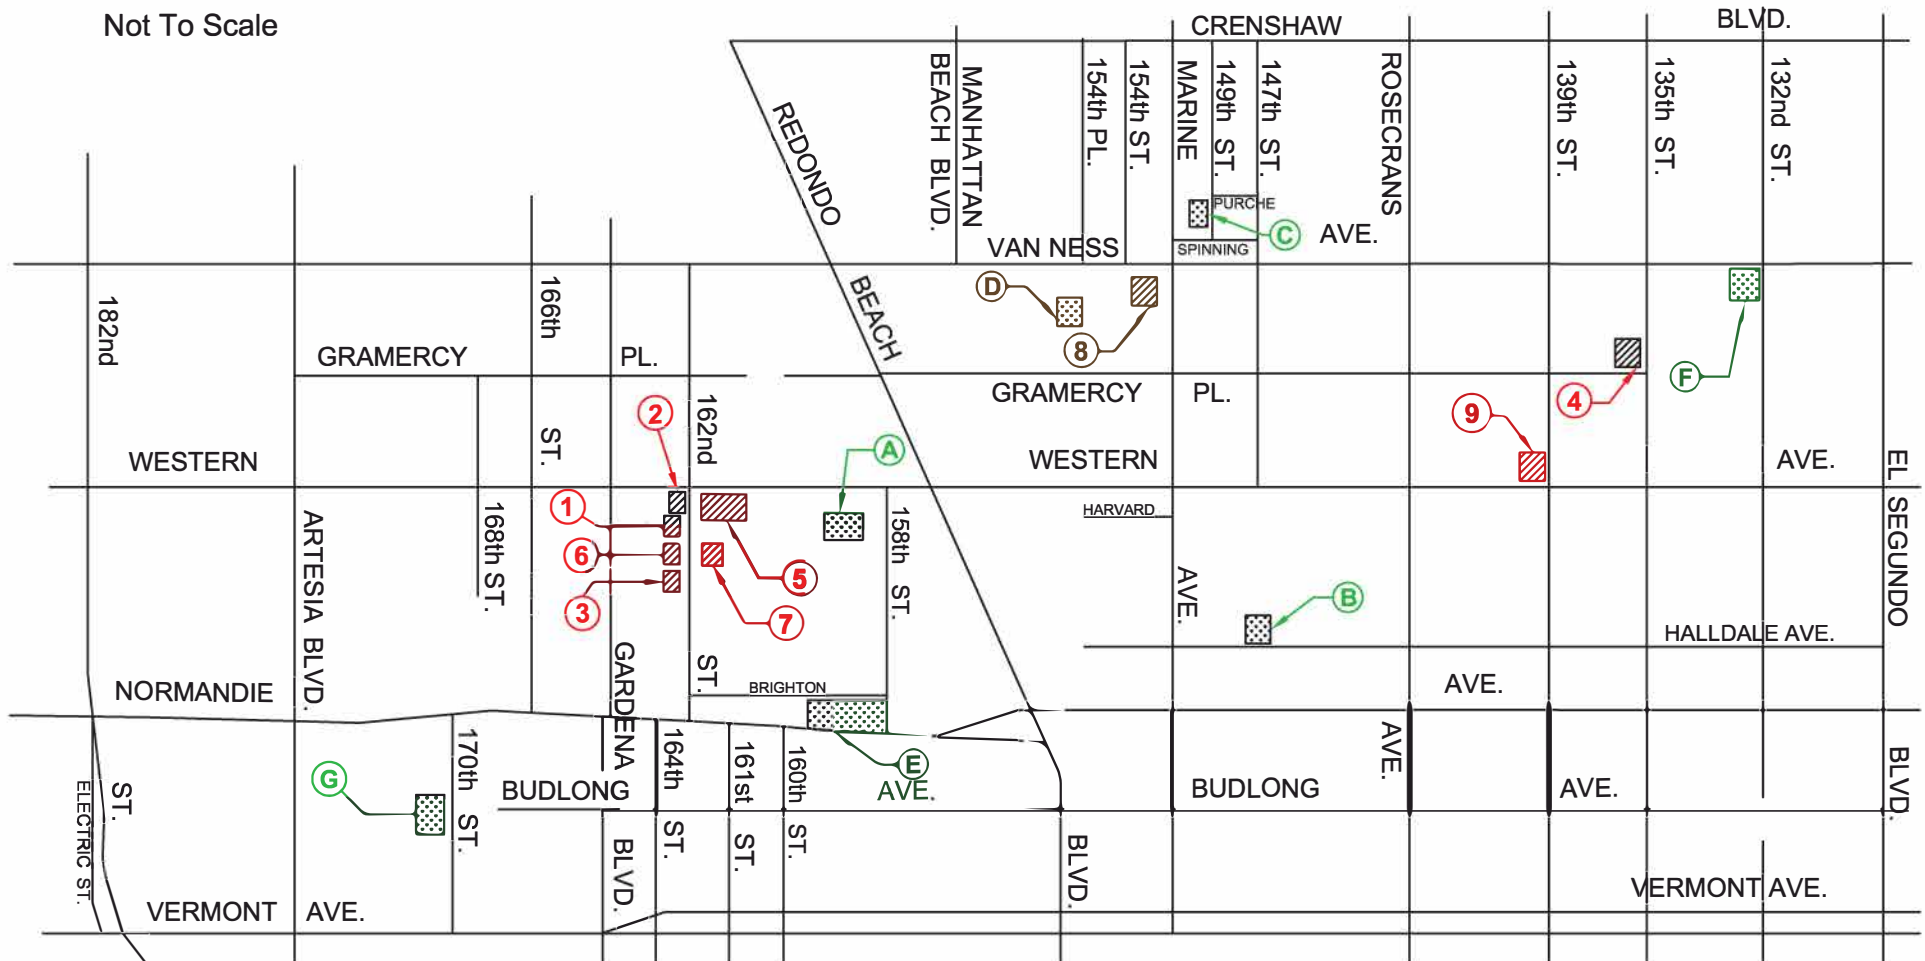 Not To Scale
CRENSHAW
BLVD.
REDONDO
BEACH
BLVD.
MANHATTAN
BEACH BLVD.
154th PL.
154th ST.
MARINE
AVE.
149th ST.
147th ST.
ROSECRANS
AVE.
139th ST.
135th ST.
132nd ST.
PURCHE
SPINNING
C
AVE.
VAN NESS
D
8
F
4
9
182nd
ST.
166th
ST.
GRAMERCY
PL.
GRAMERCY
PL.
162nd
ST.
2
A
WESTERN
WESTERN
AVE.
EL SEGUNDO
BLVD.
1
6
3
5
7
HARVARD
ARTESIA BLVD.
168th ST.
158th ST.
B
HALLDALE AVE.
GARDENA
BLVD.
BRIGHTON
NORMANDIE
AVE.
E
AVE.
170th ST.
164th
ST.
161st
ST.
160th
ST.
G
BUDLONG
BUDLONG
AVE.
ELECTRIC ST.
VERMONT
AVE.
VERMONT AVE.